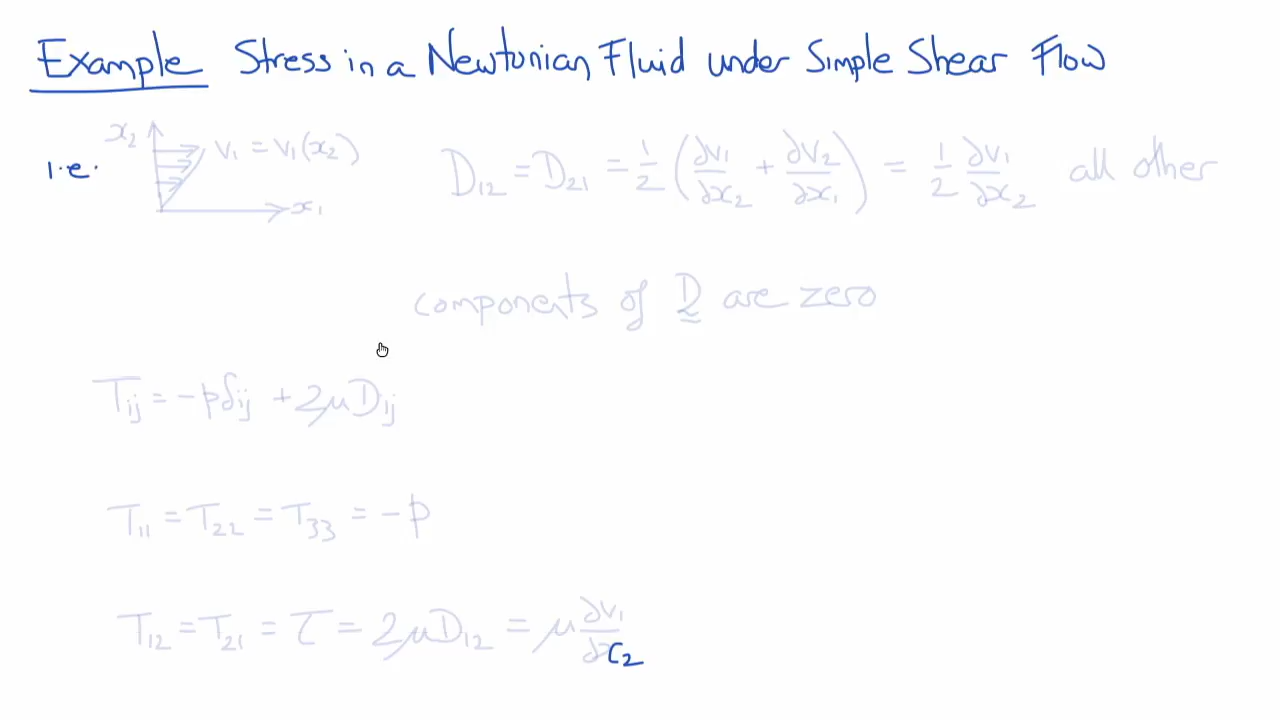 Example Stress in a Newtonian Fluid under Simple Shear Flow
i.e. x₂ v₁ = v₁(x₂) x₁ D₁₂ = D₂₁ = 1/2 (∂v₁/∂x₂ + ∂v₂/∂x₁) = 1/2 ∂v₁/∂x₂ all other
components of D are zero
Tᵢⱼ = -pδᵢⱼ + 2μDᵢⱼ
T₁₁ = T₂₂ = T₃₃ = -p
T₁₂ = T₂₁ = τ = 2μD₁₂ = μ ∂v₁/∂x₂